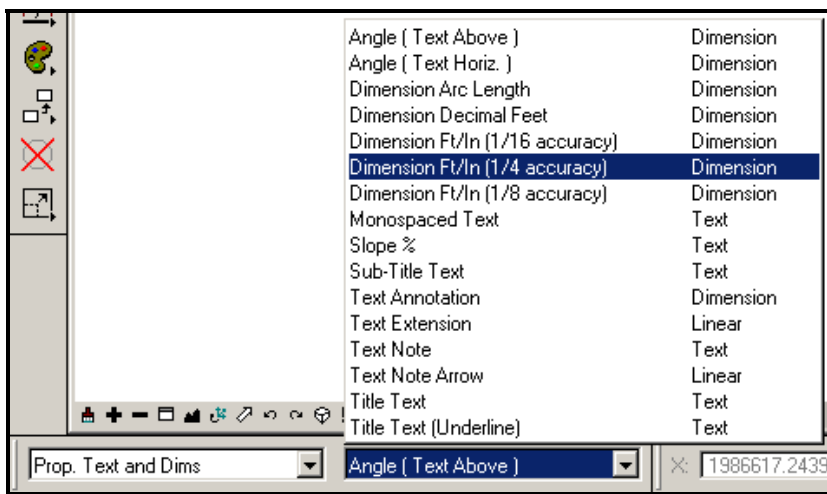 Angle ( Text Above ) Dimension
Angle ( Text Horiz. ) Dimension
Dimension Arc Length Dimension
Dimension Decimal Feet Dimension
Dimension Ft/In (1/16 accuracy) Dimension
Dimension Ft/In (1/4 accuracy) Dimension
Dimension Ft/In (1/8 accuracy) Dimension
Monospaced Text Text
Slope % Text
Sub-Title Text Text
Text Annotation Dimension
Text Extension Linear
Text Note Text
Text Note Arrow Linear
Title Text Text
Title Text (Underline) Text
Prop. Text and Dims Angle ( Text Above ) X: 1986617.2439